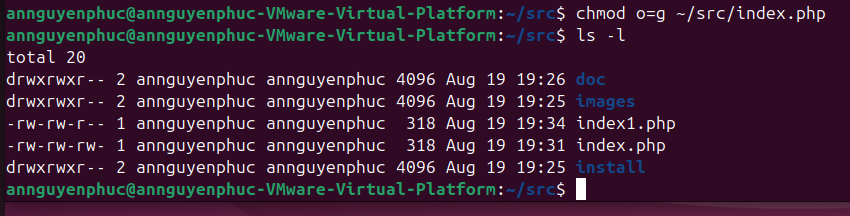 annguyenphuc@annguyenphuc-VMware-Virtual-Platform:~/src$ chmod o=g ~/src/index.php
annguyenphuc@annguyenphuc-VMware-Virtual-Platform:~/src$ ls -l
total 20
drwxrwxr-- 2 annguyenphuc annguyenphuc 4096 Aug 19 19:26 doc
drwxrwxr-- 2 annguyenphuc annguyenphuc 4096 Aug 19 19:25 images
-rw-rw-r-- 1 annguyenphuc annguyenphuc  318 Aug 19 19:34 index1.php
-rw-rw-rw- 1 annguyenphuc annguyenphuc  318 Aug 19 19:31 index.php
drwxrwxr-- 2 annguyenphuc annguyenphuc 4096 Aug 19 19:25 install
annguyenphuc@annguyenphuc-VMware-Virtual-Platform:~/src$